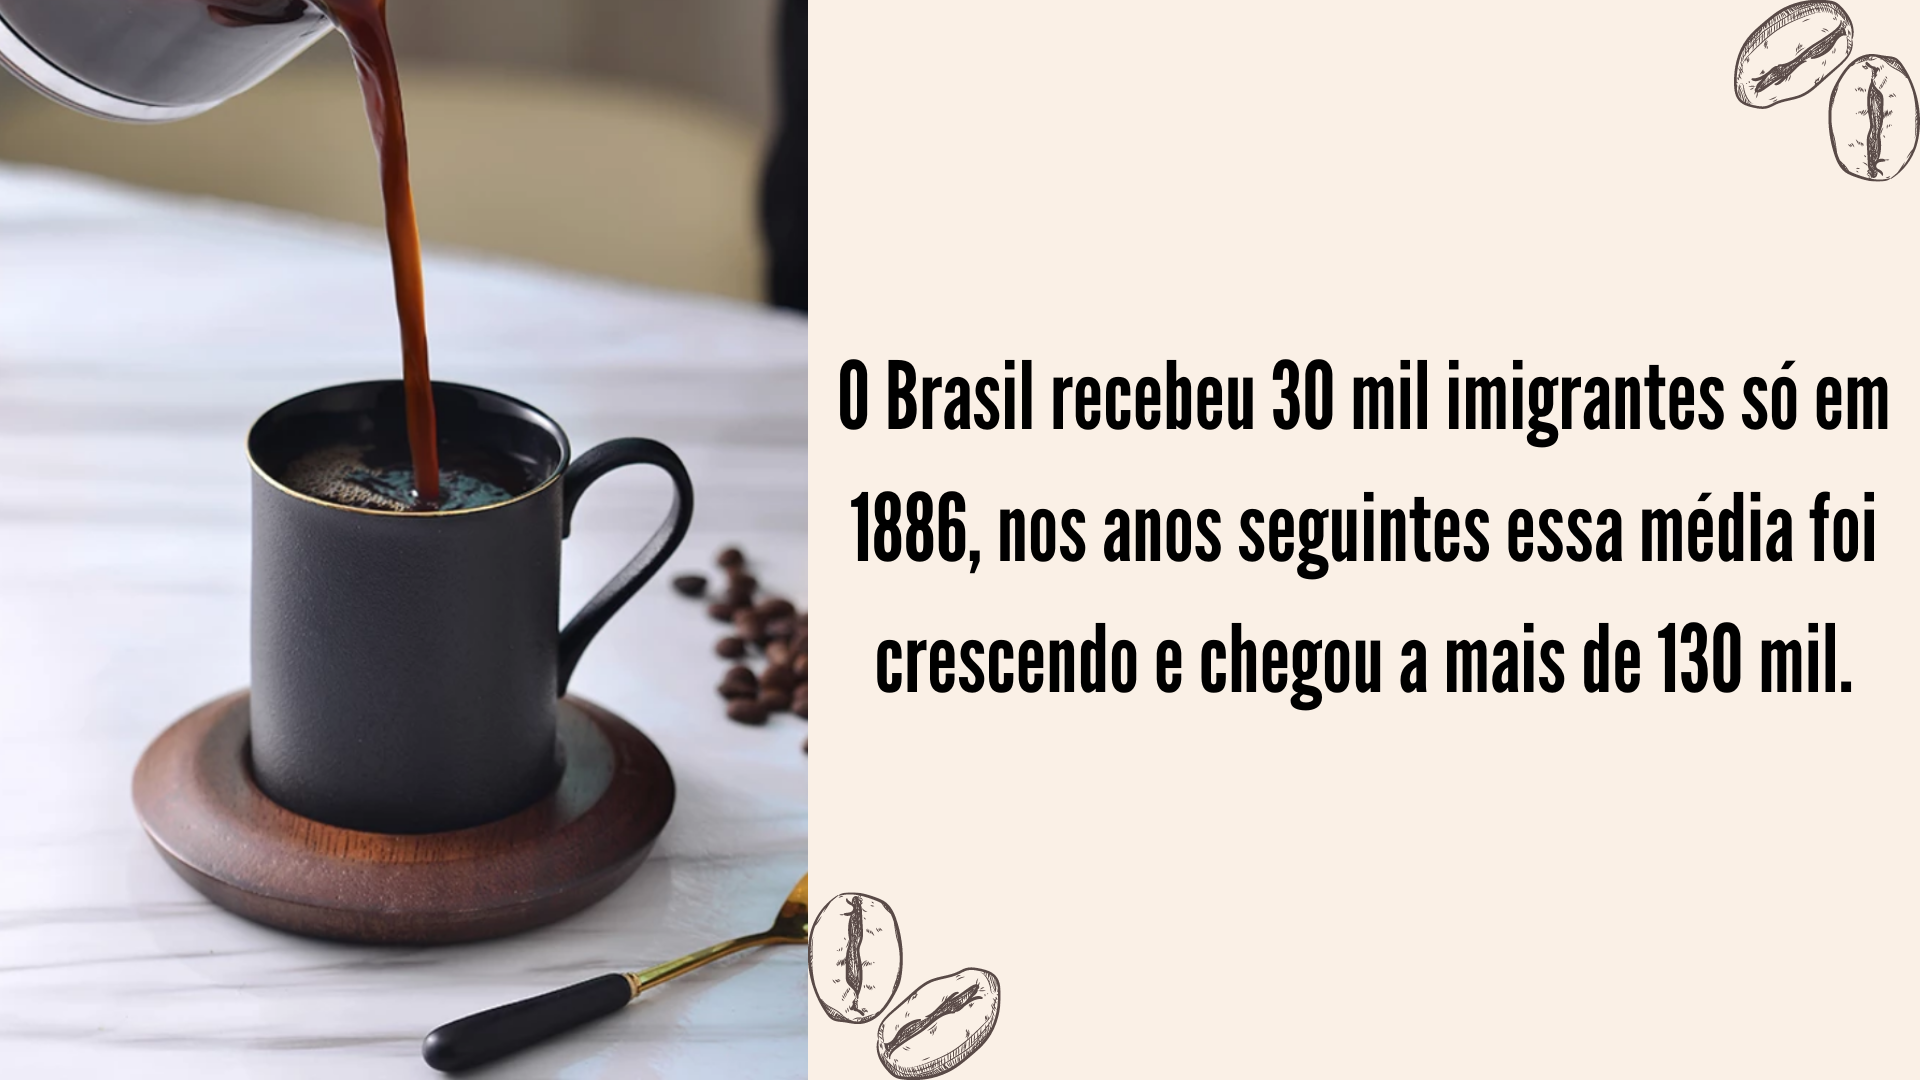 O Brasil recebeu 30 mil imigrantes só em
1886, nos anos seguintes essa média foi
crescendo e chegou a mais de 130 mil.